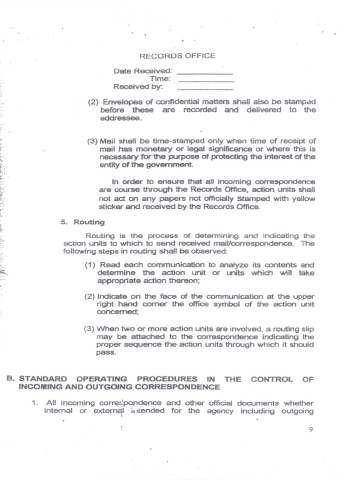 RECORDS OFFICE
Date Received: ____________
Time: ____________
Received by: ____________
(2) Envelopes of confidential matters shall also be stamped
before these are recorded and delivered to the
addressee.
(3) Mail shall be time-stamped only when time of receipt of
mail has monetary or legal significance or where this is
necessary for the purpose of protecting the interest of the
entity of the government.
In order to ensure that all incoming correspondence
are course through the Records Office, action units shall
not act on any papers not officially Stamped with yellow
sticker and received by the Records Office.
5. Routing
Routing is the process of determining and indicating the
action units to which to send received mail/correspondence. The
following steps in routing shall be observed:
(1) Read each communication to analyze its contents and
determine the action unit or units which will take
appropriate action thereon;
(2) Indicate on the face of the communication at the upper
right hand corner the office symbol of the action unit
concerned;
(3) When two or more action units are involved, a routing slip
may be attached to the correspondence indicating the
proper sequence the action units through which it should
pass.
B. STANDARD OPERATING PROCEDURES IN THE CONTROL OF
INCOMING AND OUTGOING CORRESPONDENCE
1. All incoming correspondence and other official documents whether
internal or external intended for the agency including outgoing
9